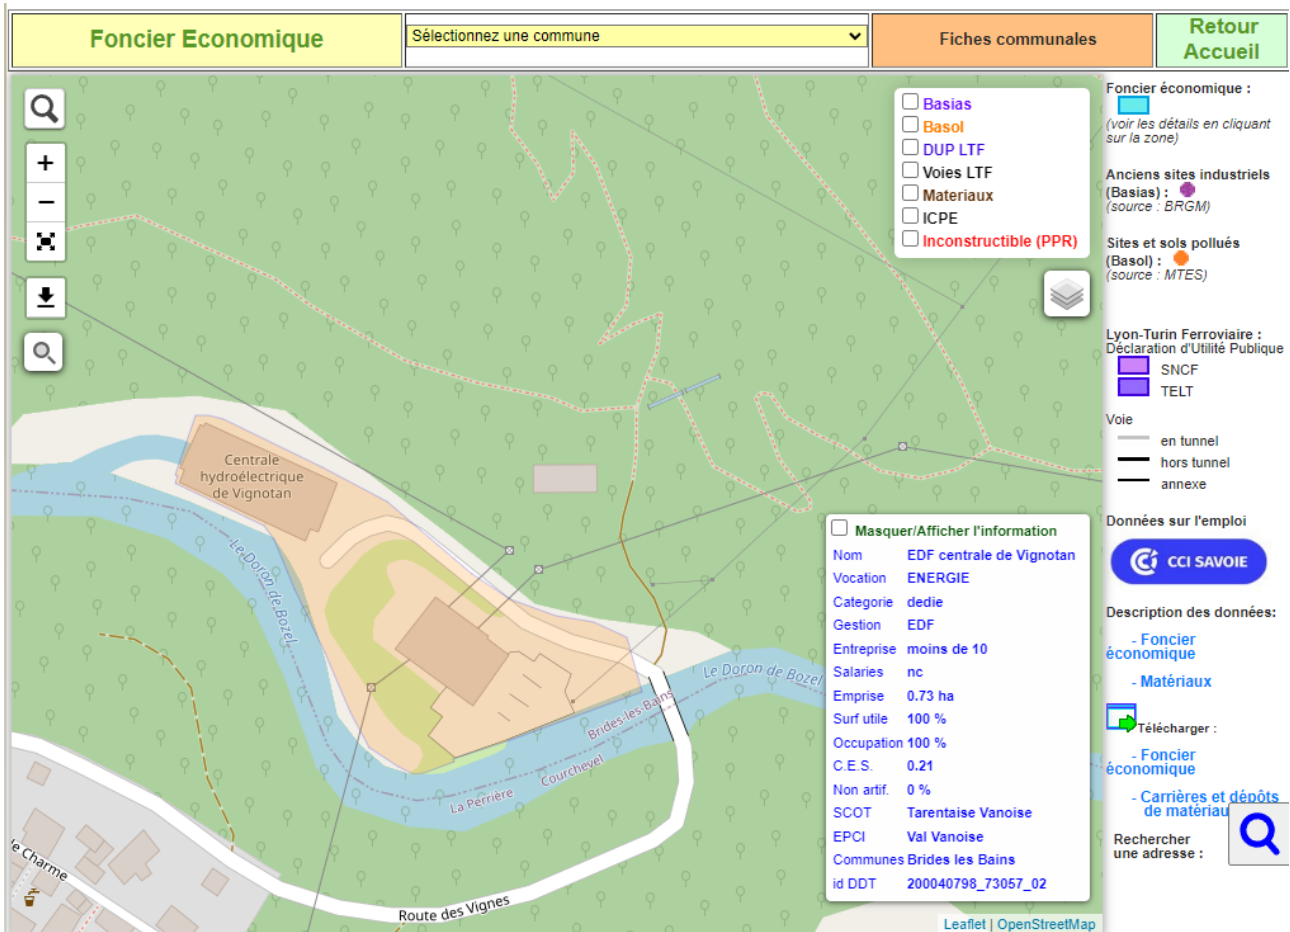 Foncier Economique
Sélectionnez une commune
Fiches communales
Retour
Accueil
Basias
Basol
DUP LTF
Voies LTF
Materiaux
ICPE
Inconstructible (PPR)
+
−
Centrale
hydroélectrique
de Vignotan
Le Doron de Bozel
Le Doron de Bozel
Brides-les-Bains
Courchevel
La Perrière
Route des Vignes
le Charme
Masquer/Afficher l'information
Nom EDF centrale de Vignotan
Vocation ENERGIE
Categorie dedie
Gestion EDF
Entreprise moins de 10
Salaries nc
Emprise 0.73 ha
Surf utile 100 %
Occupation 100 %
C.E.S. 0.21
Non artif. 0 %
SCOT Tarentaise Vanoise
EPCI Val Vanoise
Communes Brides les Bains
id DDT 200040798_73057_02
Leaflet | OpenStreetMap
Foncier économique :
(voir les détails en cliquant
sur la zone)
Anciens sites industriels
(Basias) :
(source : BRGM)
Sites et sols pollués
(Basol) :
(source : MTES)
Lyon-Turin Ferroviaire :
Déclaration d'Utilité Publique
SNCF
TELT
Voie
en tunnel
hors tunnel
annexe
Données sur l'emploi
CCI SAVOIE
Description des données:
- Foncier
économique
- Matériaux
Télécharger :
- Foncier
économique
- Carrières et dépôts
de matériau
Rechercher
une adresse :